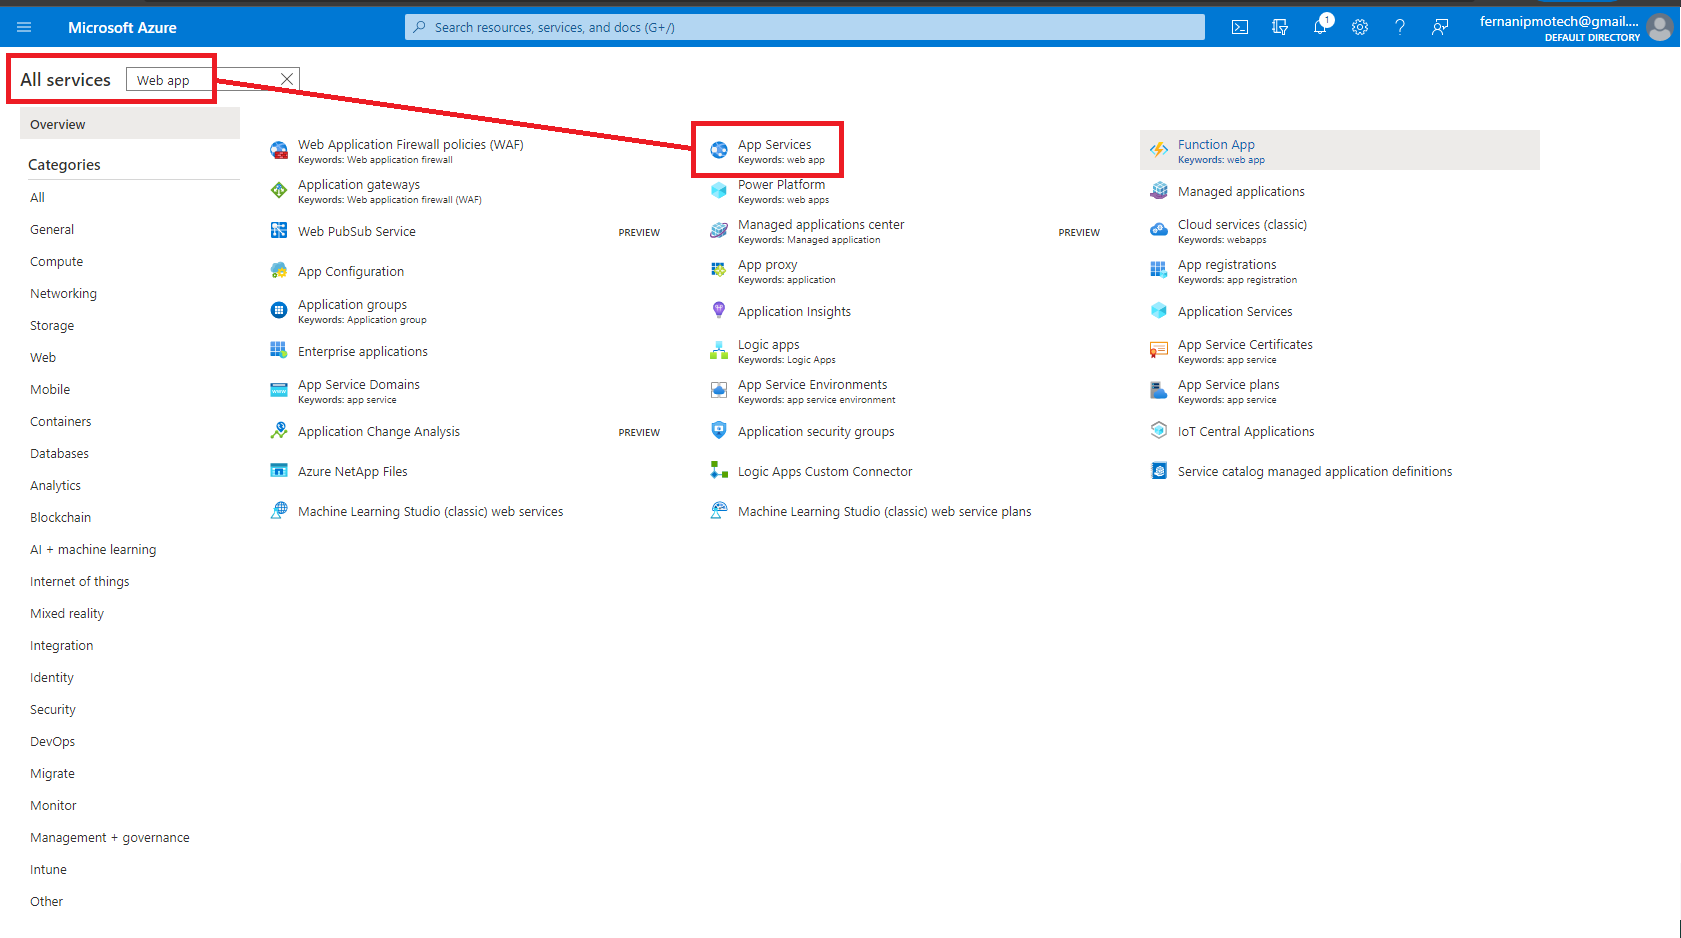 Microsoft Azure
Search resources, services, and docs (G+/)
1
fernanipmotech@gmail....
DEFAULT DIRECTORY
All services
Web app
Overview
Categories
All
General
Compute
Networking
Storage
Web
Mobile
Containers
Databases
Analytics
Blockchain
AI + machine learning
Internet of things
Mixed reality
Integration
Identity
Security
DevOps
Migrate
Monitor
Management + governance
Intune
Other
Web Application Firewall policies (WAF)
Keywords: Web application firewall
Application gateways
Keywords: Web application firewall (WAF)
Web PubSub Service PREVIEW
App Configuration
Application groups
Keywords: Application group
Enterprise applications
App Service Domains
Keywords: app service
Application Change Analysis PREVIEW
Azure NetApp Files
Machine Learning Studio (classic) web services
App Services
Keywords: web app
Power Platform
Keywords: web apps
Managed applications center PREVIEW
Keywords: Managed application
App proxy
Keywords: application
Application Insights
Logic apps
Keywords: Logic Apps
App Service Environments
Keywords: app service environment
Application security groups
Logic Apps Custom Connector
Machine Learning Studio (classic) web service plans
Function App
Keywords: web app
Managed applications
Cloud services (classic)
Keywords: webapps
App registrations
Keywords: app registration
Application Services
App Service Certificates
Keywords: app service
App Service plans
Keywords: app service
IoT Central Applications
Service catalog managed application definitions